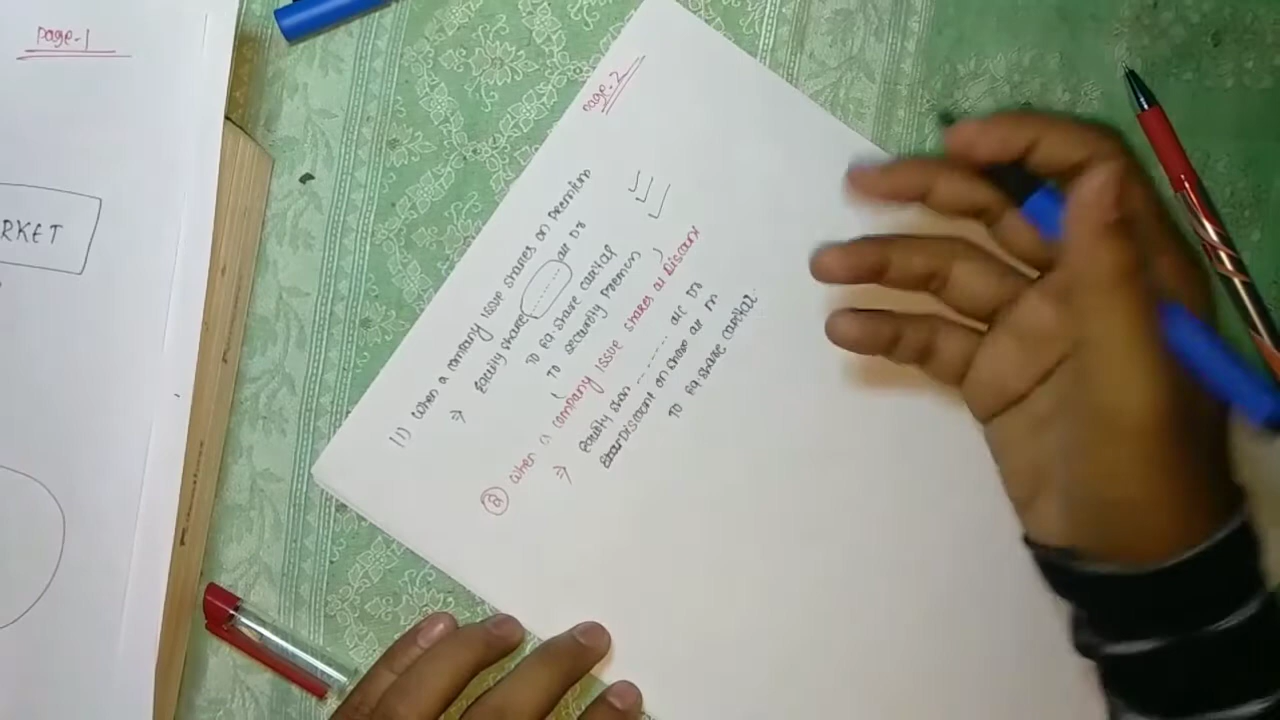 page-1
RKET
page-2
(1) When a company issue shares on Premium
⇒ Equity share ........ a/c Dr
To Eq. share capital
To security Premium
(2) When a company issue shares at Discount
⇒ Equity shar ........ a/c Dr
Discount on share a/c Dr
To Eq. share capital